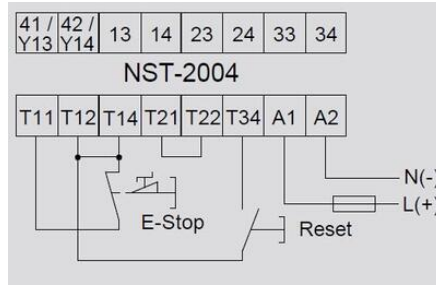 41 / Y13 42 / Y14 13 14 23 24 33 34
NST-2004
T11 T12 T14 T21 T22 T34 A1 A2
N(-)
L(+)
E-Stop Reset